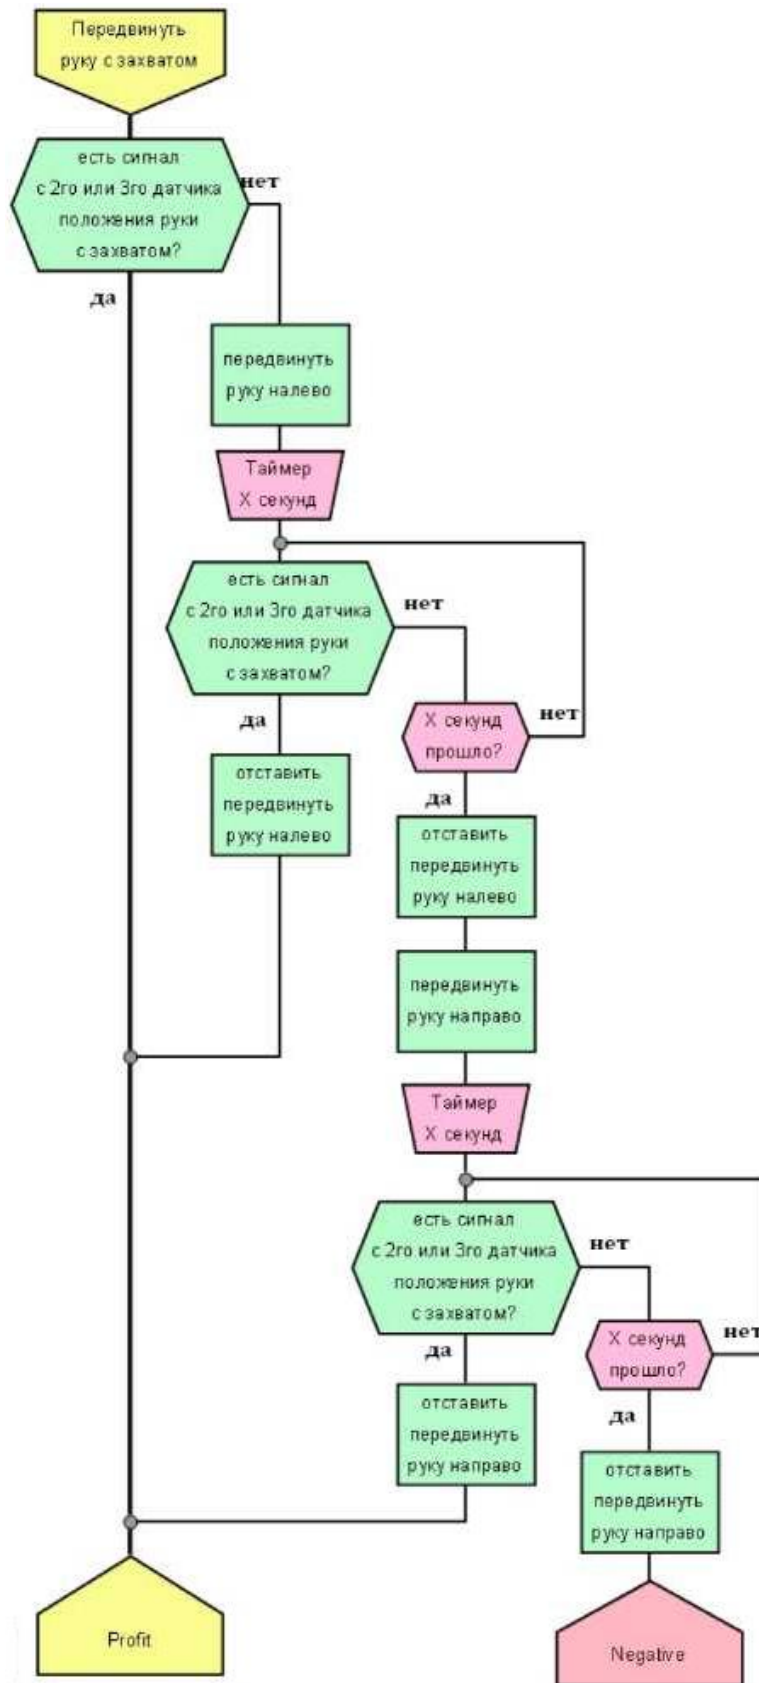 Передвинуть
руку с захватом
есть сигнал
с 2го или 3го датчика
положения руки
с захватом?
нет
да
передвинуть
руку налево
Таймер
X секунд
есть сигнал
с 2го или 3го датчика
положения руки
с захватом?
нет
да
X секунд
прошло?
нет
да
отставить
передвинуть
руку налево
отставить
передвинуть
руку налево
передвинуть
руку направо
Таймер
X секунд
есть сигнал
с 2го или 3го датчика
положения руки
с захватом?
нет
да
X секунд
прошло?
нет
да
отставить
передвинуть
руку направо
отставить
передвинуть
руку направо
Profit
Negative